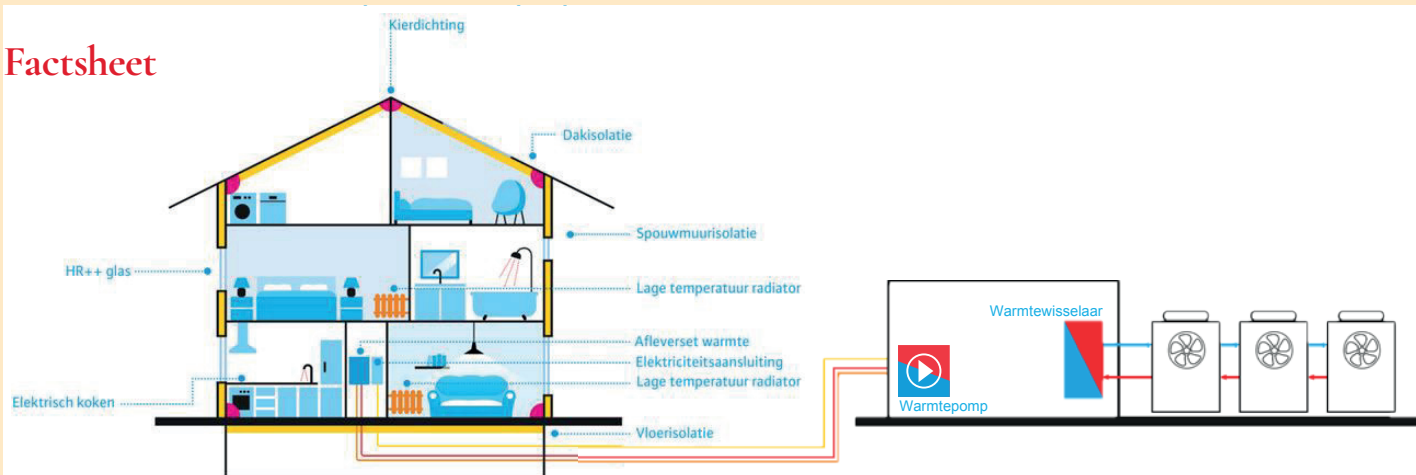 Kierdichting
Factsheet
Dakisolatie
Spouwmuurisolatie
HR++ glas
Lage temperatuur radiator
Warmtewisselaar
Afleverset warmte
Elektriciteitsaansluiting
Lage temperatuur radiator
Elektrisch koken
Warmtepomp
Vloerisolatie